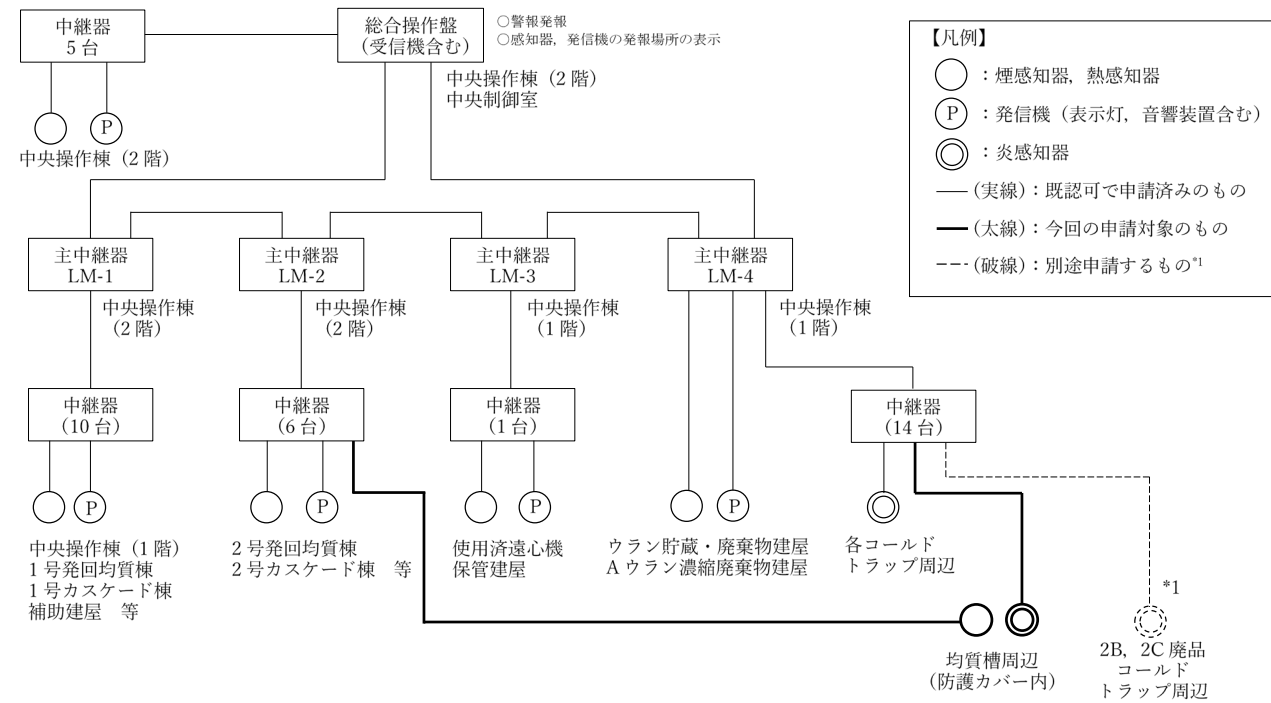 中継器
5 台
総合操作盤
（受信機含む）
○警報発報
○感知器，発信機の発報場所の表示
中央操作棟（2 階）
中央制御室
P
中央操作棟（2 階）
【凡例】
：煙感知器，熱感知器
P
：発信機（表示灯，音響装置含む）
：炎感知器
（実線）：既認可で申請済みのもの
（太線）：今回の申請対象のもの
（破線）：別途申請するもの*1
主中継器
LM-1
中央操作棟
（2 階）
主中継器
LM-2
中央操作棟
（2 階）
主中継器
LM-3
中央操作棟
（1 階）
主中継器
LM-4
中央操作棟
（1 階）
中継器
（10 台）
中継器
（6 台）
中継器
（1 台）
中継器
（14 台）
P
P
P
P
中央操作棟（1 階）
1 号発回均質棟
1 号カスケード棟
補助建屋　等
2 号発回均質棟
2 号カスケード棟　等
使用済遠心機
保管建屋
ウラン貯蔵・廃棄物建屋
A ウラン濃縮廃棄物建屋
各コールド
トラップ周辺
均質槽周辺
（防護カバー内）
*1
2B，2C 廃品
コールド
トラップ周辺